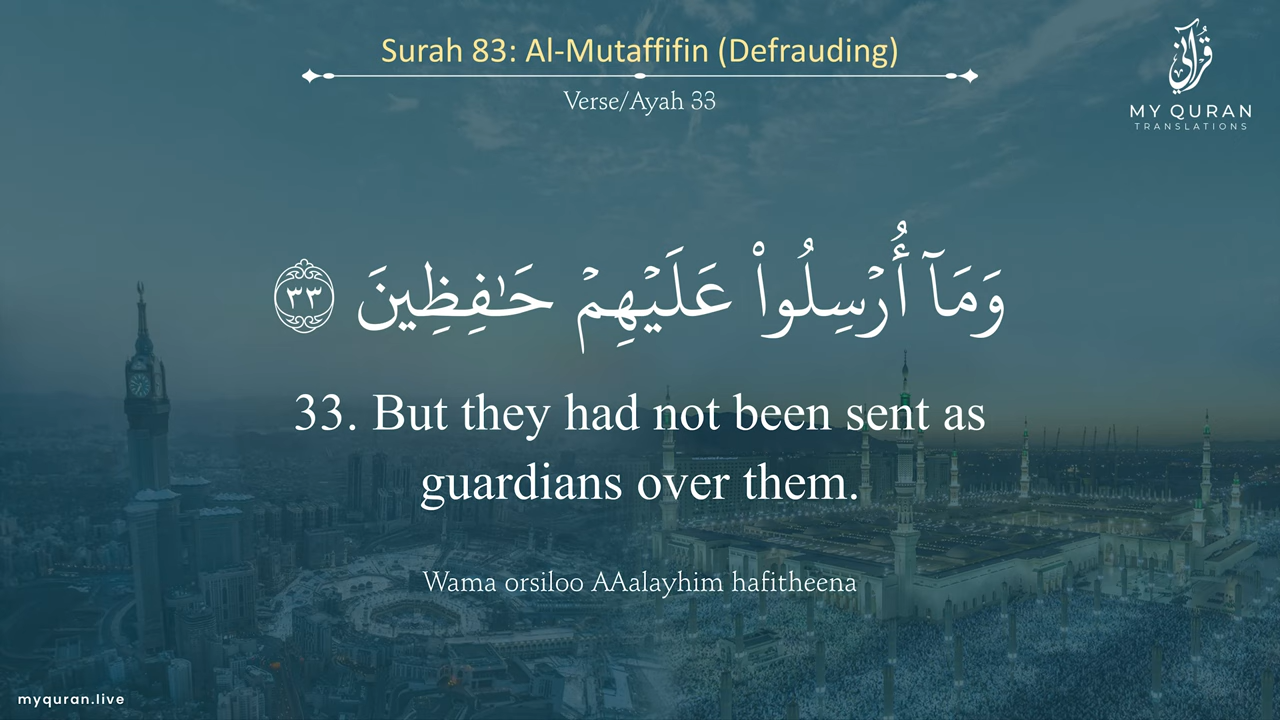 Surah 83: Al-Mutaffifin (Defrauding)
Verse/Ayah 33
قُرْآنِي
MY QURAN
TRANSLATIONS
وَمَآ أُرْسِلُوا۟ عَلَيْهِمْ حَـٰفِظِينَ ٣٣
33. But they had not been sent as
guardians over them.
Wama orsiloo AAalayhim hafitheena
myquran.live